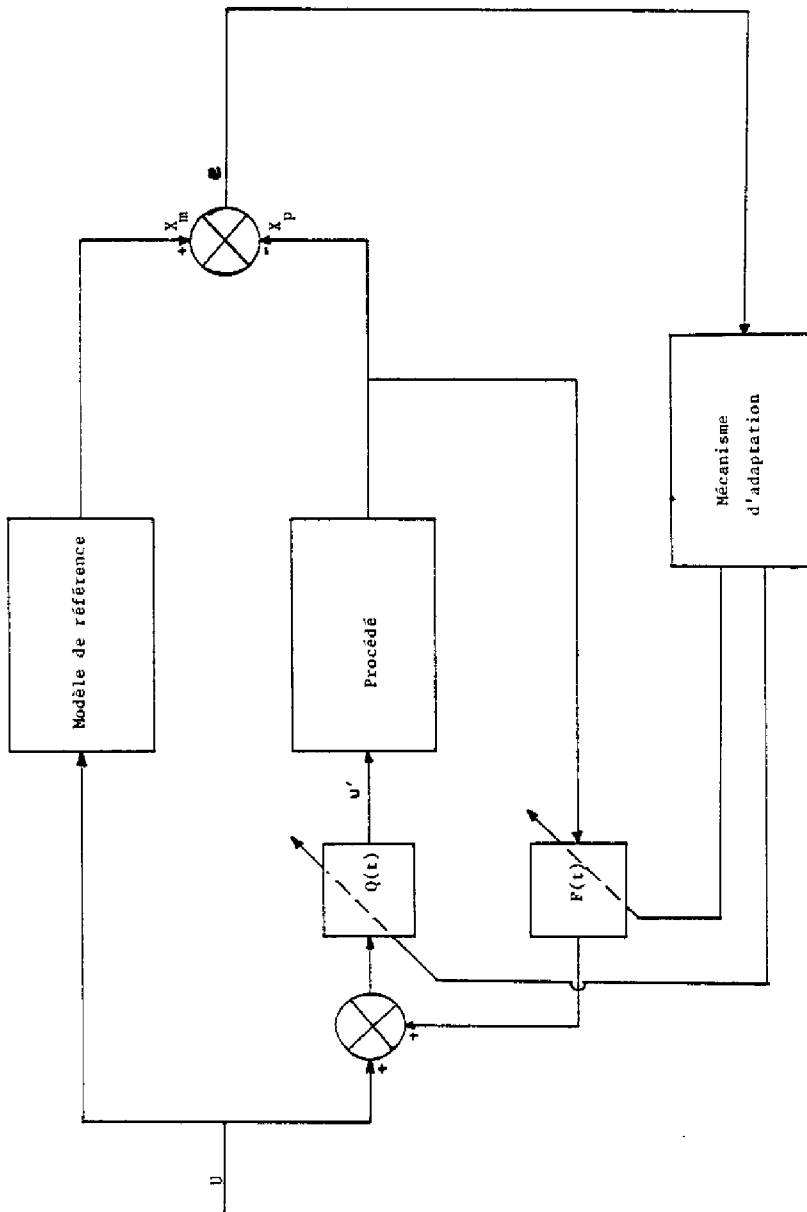 U
+
+
Q(t)
u'
F(t)
Modèle de référence
Procédé
Mécanisme
d'adaptation
X_m
+
-
X_p
e